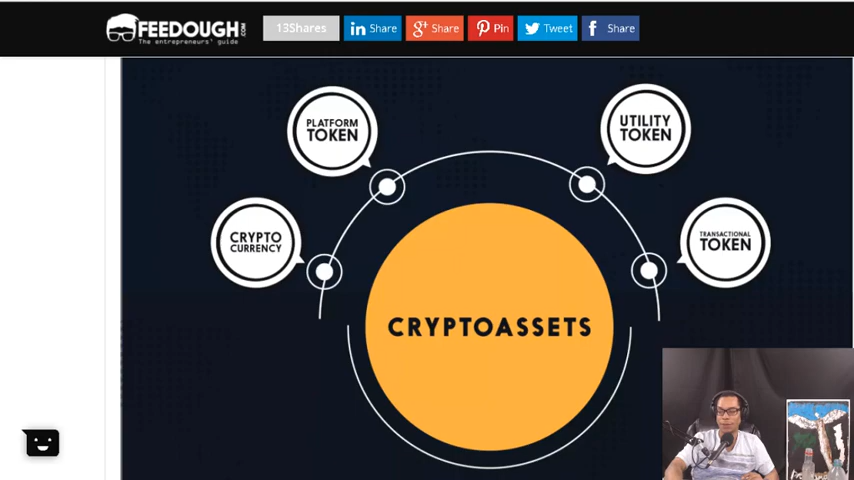 FEEDOUGH.COM
The entrepreneurs' guide
13Shares
Share
Share
Pin
Tweet
Share
PLATFORM
TOKEN
UTILITY
TOKEN
CRYPTO
CURRENCY
TRANSACTIONAL
TOKEN
CRYPTOASSETS